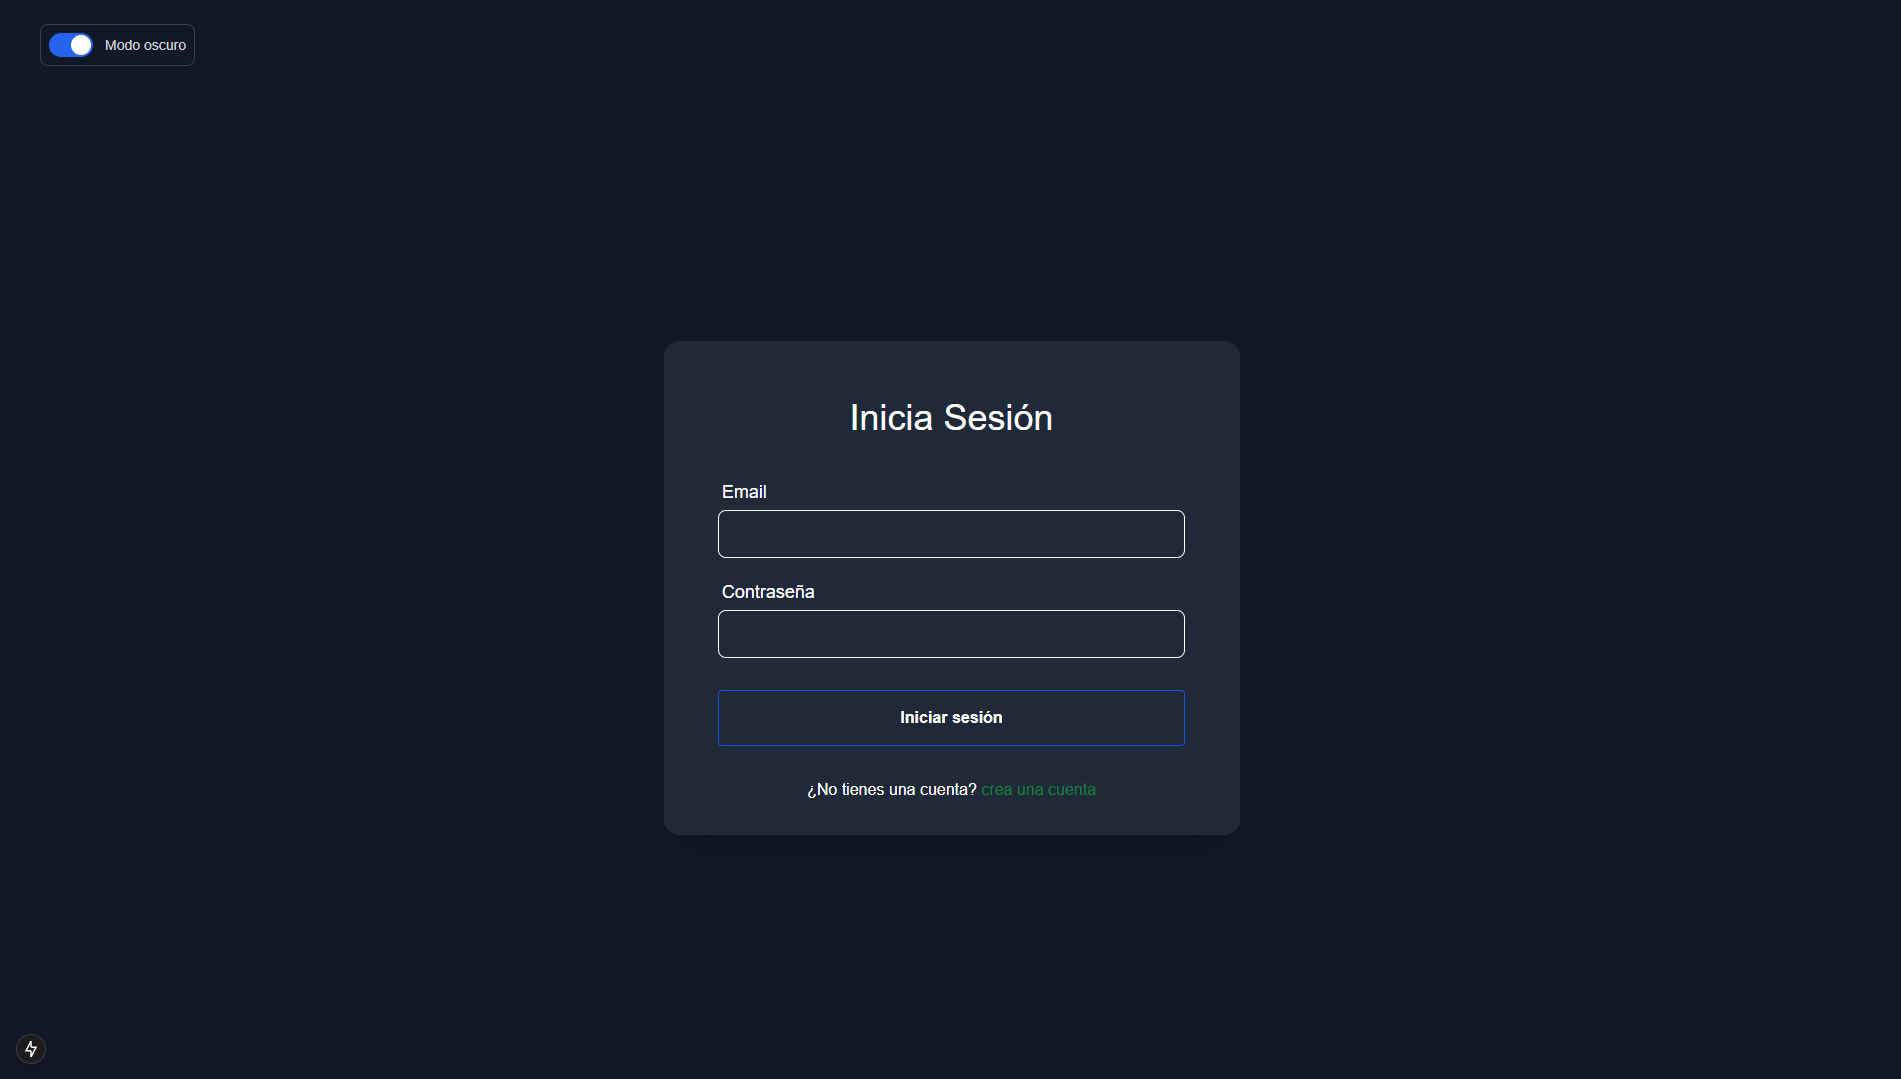 Modo oscuro
Inicia Sesión
Email
Contraseña
Iniciar sesión
¿No tienes una cuenta? crea una cuenta